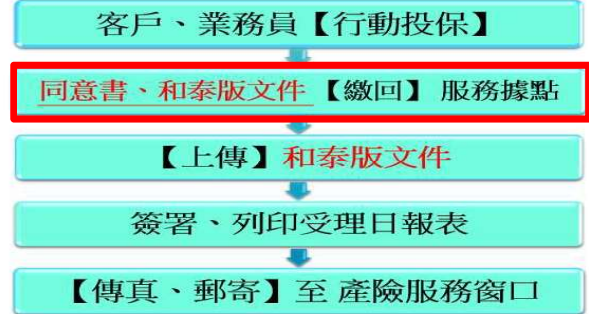 客戶、業務員【行動投保】
同意書、和泰版文件【繳回】 服務據點
【上傳】和泰版文件
簽署、列印受理日報表
【傳真、郵寄】至 產險服務窗口